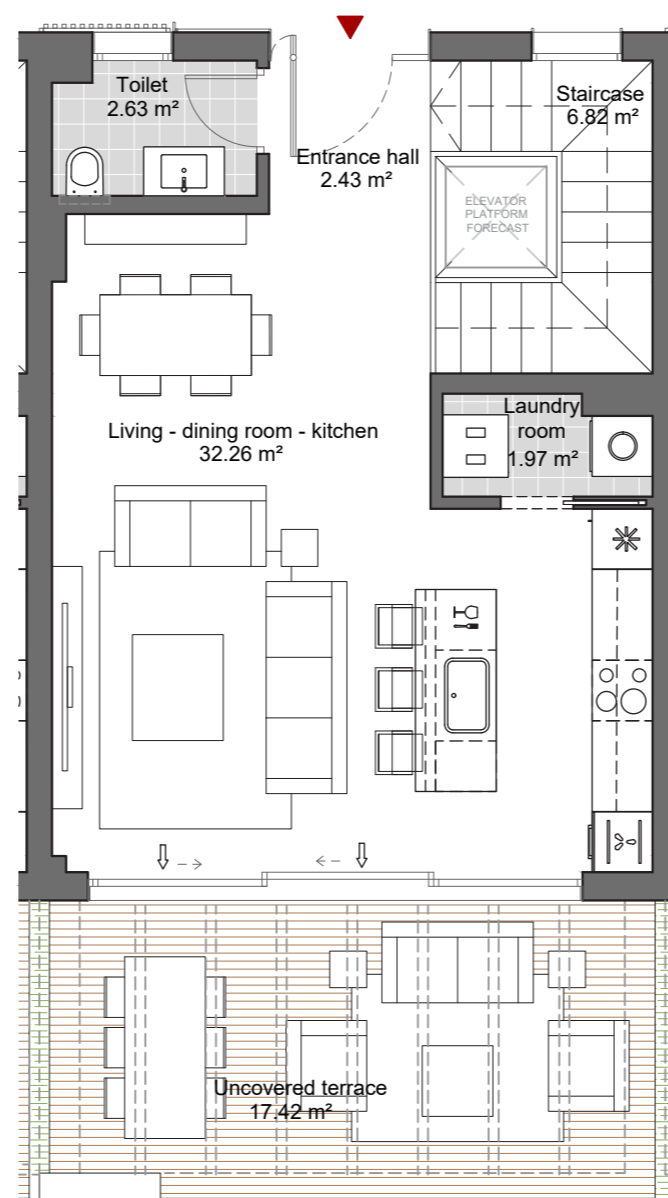 Toilet
2.63 m²
Staircase
6.82 m²
Entrance hall
2.43 m²
ELEVATOR
PLATFORM
FORECAST
Living - dining room - kitchen
32.26 m²
Laundry
room
1.97 m²
Uncovered terrace
17.42 m²